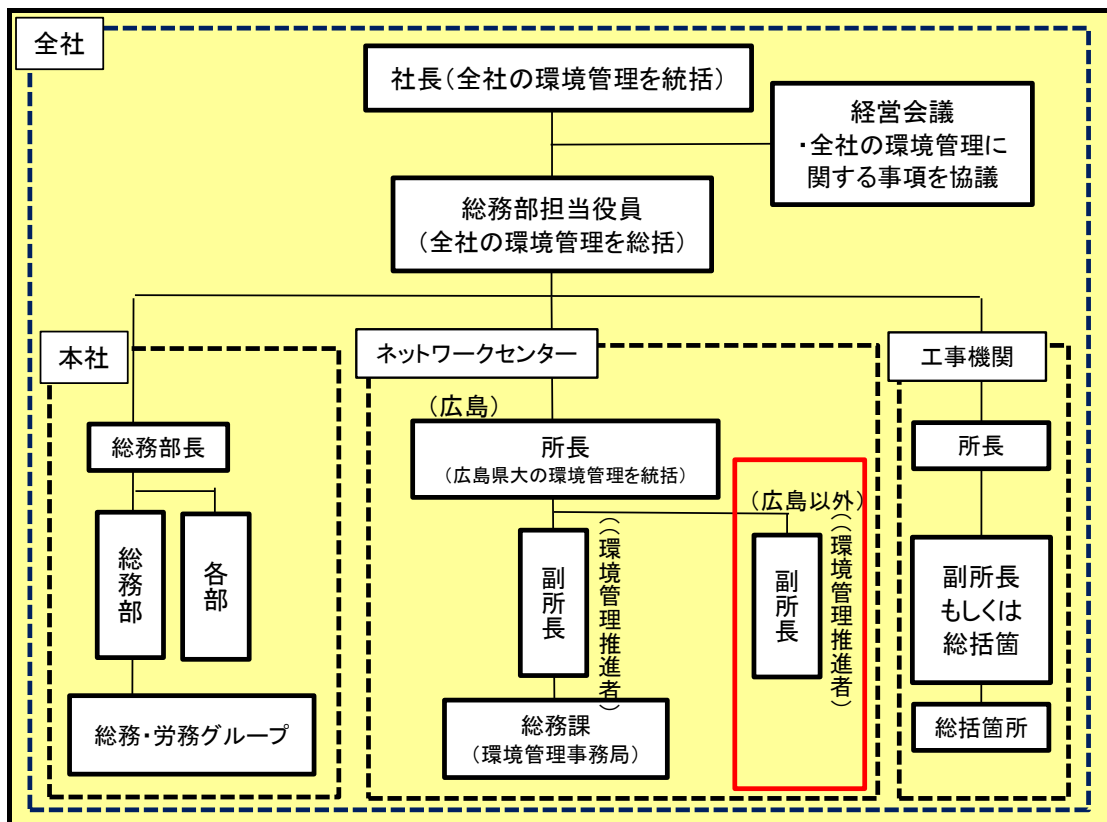 全社
社長(全社の環境管理を統括)
経営会議
・全社の環境管理に
関する事項を協議
総務部担当役員
(全社の環境管理を総括)
本社
総務部長
総務部
各部
総務・労務グループ
ネットワークセンター
(広島)
所長
(広島県大の環境管理を統括)
副所長
((環境管理推進者)
総務課
(環境管理事務局)
(広島以外)
副所長
((環境管理推進者)
工事機関
所長
副所長
もしくは
総括箇
総括箇所